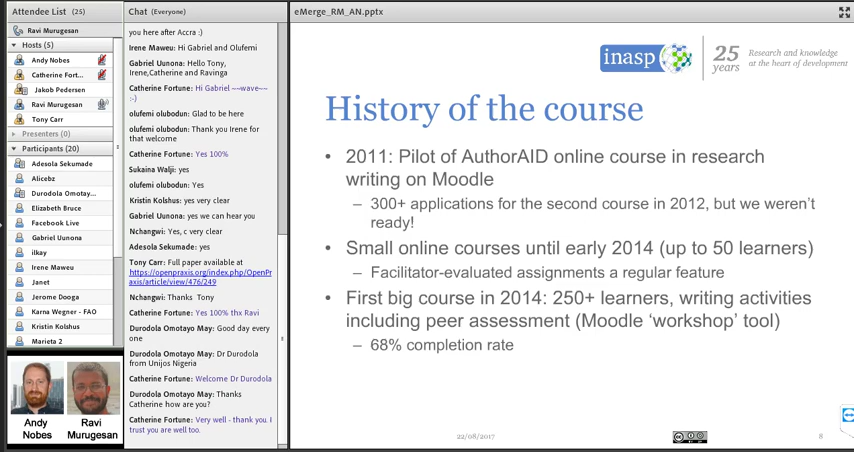 Attendee List (25)
Ravi Murugesan
Hosts (5)
Andy Nobes
Catherine Fort...
Jakob Pedersen
Ravi Murugesan
Tony Carr
Presenters (0)
Participants (20)
Adesola Sekumade
Alicebz
Durodola Omotay...
Elizabeth Bruce
Facebook Live
Gabriel Uunona
ilkay
Irene Maweu
Janet
Jerome Dooga
Karna Wegner - FAO
Kristin Kolshus
Marieta 2
Andy
Nobes
Ravi
Murugesan
Chat (Everyone)
you here after Accra :)
Irene Maweu: Hi Gabriel and Olufemi
Gabriel Uunona: Hello Tony,
Irene,Catherine and Ravinga
Catherine Fortune: Hi Gabriel ~~wave~~
:-)
olufemi olubodun: Glad to be here
olufemi olubodun: Thank you Irene for
that welcome
Catherine Fortune: Yes 100%
Sukaina Walji: yes
olufemi olubodun: Yes
Kristin Kolshus: yes very clear
Gabriel Uunona: yes we can hear you
Nchangwi: Yes, c very clear
Adesola Sekumade: yes
Tony Carr: Full paper available at
https://openpraxis.org/index.php/OpenPr
axis/article/view/476/249
Nchangwi: Thanks Tony
Catherine Fortune: Yes 100% thx Ravi
Durodola Omotayo May: Good day every
one
Durodola Omotayo May: Dr Durodola
from Unijos Nigeria
Catherine Fortune: Welcome Dr Durodola
Durodola Omotayo May: Thanks
Catherine how are you?
Catherine Fortune: Very well - thank you. I
trust you are well too.
eMerge_RM_AN.pptx
inasp
25
years
Research and knowledge
at the heart of development
History of the course
• 2011: Pilot of AuthorAID online course in research
writing on Moodle
– 300+ applications for the second course in 2012, but we weren't
ready!
• Small online courses until early 2014 (up to 50 learners)
– Facilitator-evaluated assignments a regular feature
• First big course in 2014: 250+ learners, writing activities
including peer assessment (Moodle 'workshop' tool)
– 68% completion rate
22/08/2017
8